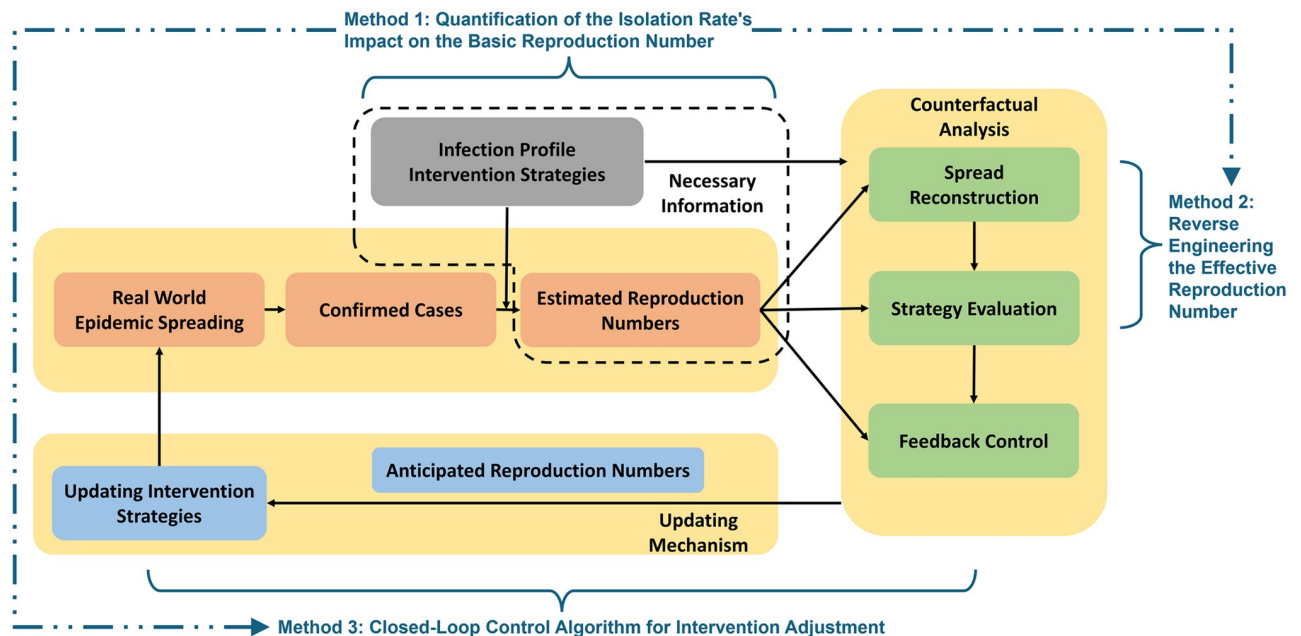 Method 1: Quantification of the Isolation Rate's
Impact on the Basic Reproduction Number
Counterfactual
Analysis
Infection Profile
Intervention Strategies
Necessary
Information
Spread
Reconstruction
Method 2:
Reverse
Engineering
the Effective
Reproduction
Number
Real World
Epidemic Spreading
Confirmed Cases
Estimated Reproduction
Numbers
Strategy Evaluation
Feedback Control
Anticipated Reproduction Numbers
Updating Intervention
Strategies
Updating
Mechanism
Method 3: Closed-Loop Control Algorithm for Intervention Adjustment